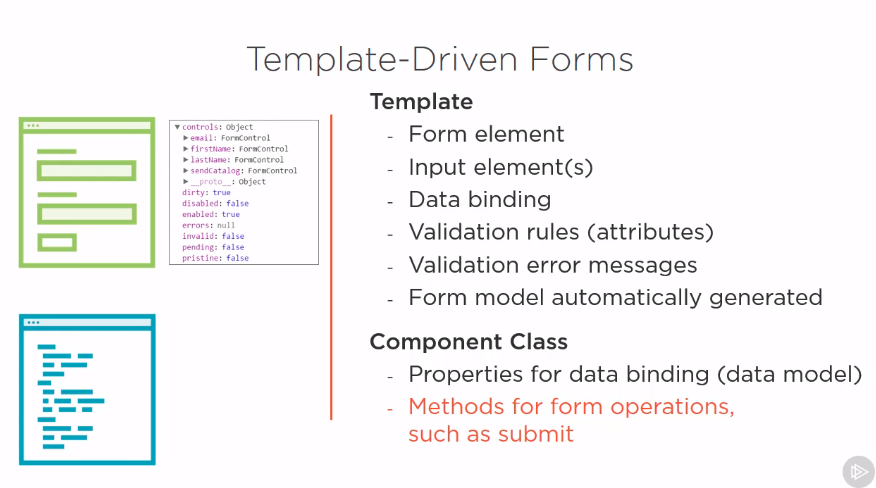 Template-Driven Forms
controls: Object
email: FormControl
firstName: FormControl
lastName: FormControl
sendCatalog: FormControl
__proto__: Object
dirty: true
disabled: false
enabled: true
errors: null
invalid: false
pending: false
pristine: false
Template
- Form element
- Input element(s)
- Data binding
- Validation rules (attributes)
- Validation error messages
- Form model automatically generated
Component Class
- Properties for data binding (data model)
- Methods for form operations,
such as submit